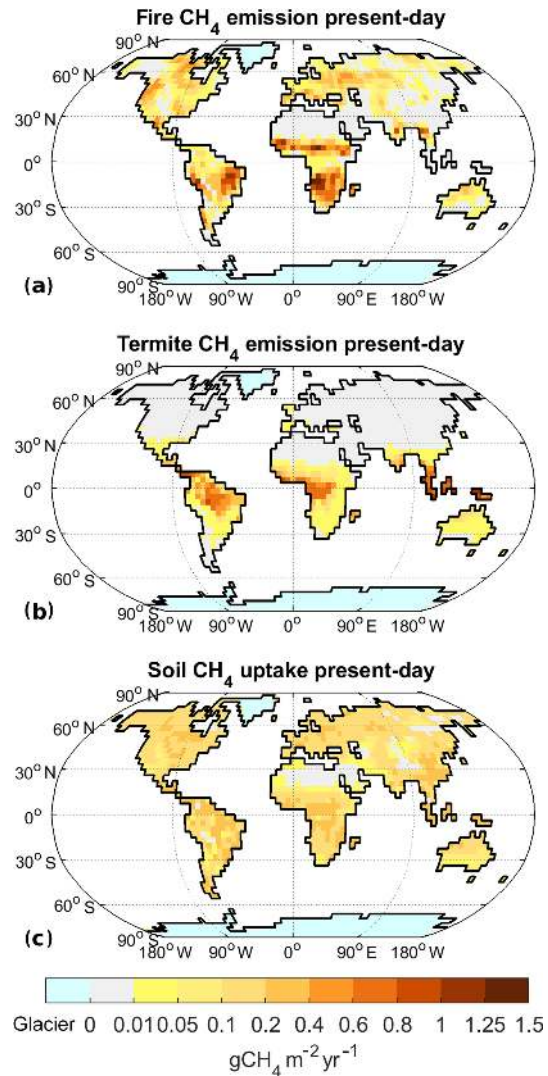 Fire CH₄ emission present-day
90° N
60° N
30° N
0°
30° S
60° S
(a)
90° S
180° W 90° W 0° 90° E 180° W
Termite CH₄ emission present-day
90° N
60° N
30° N
0°
30° S
60° S
(b)
90° S
180° W 90° W 0° 90° E 180° W
Soil CH₄ uptake present-day
90° N
60° N
30° N
0°
30° S
60° S
(c)
90° S
180° W 90° W 0° 90° E 180° W
Glacier 0 0.01 0.05 0.1 0.2 0.4 0.6 0.8 1 1.25 1.5
gCH₄ m⁻² yr⁻¹